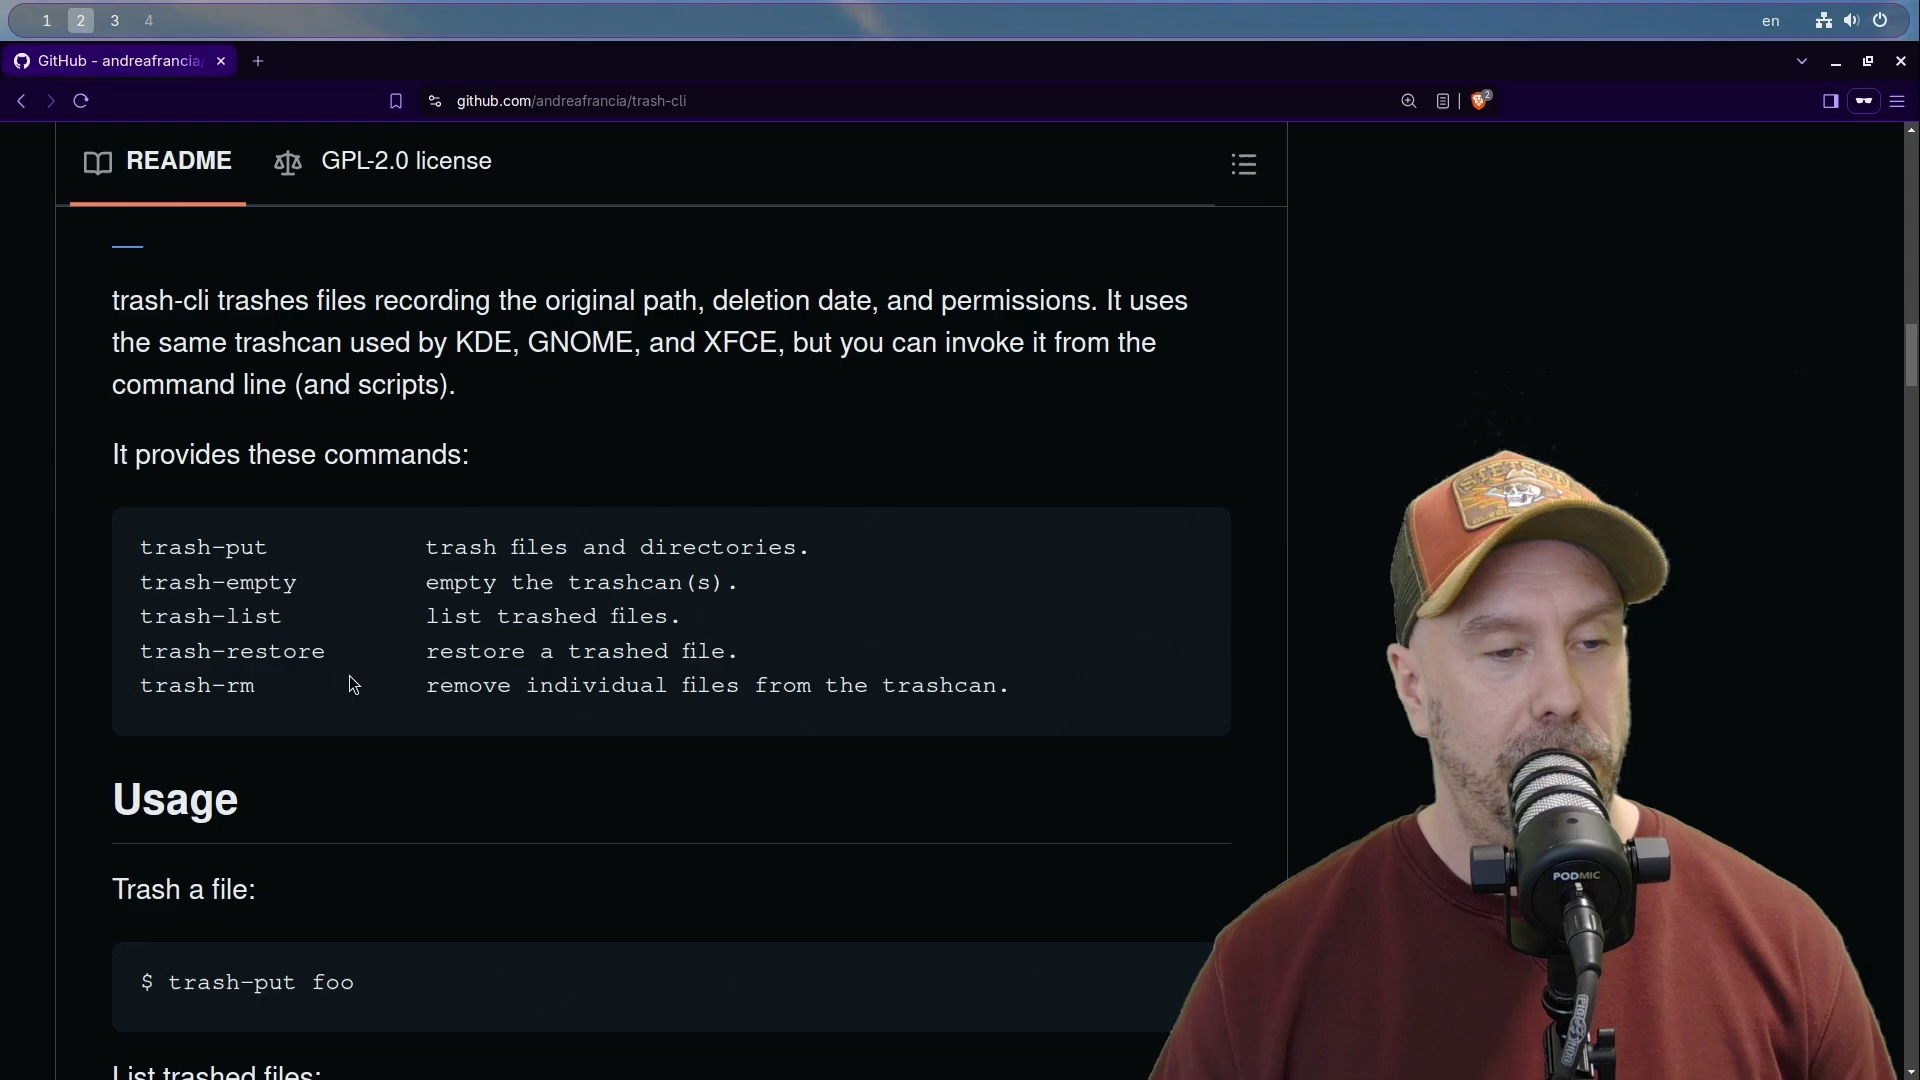 1 2 3 4
en
GitHub - andreafrancia/
github.com/andreafrancia/trash-cli
2
README
GPL-2.0 license
trash-cli trashes files recording the original path, deletion date, and permissions. It uses
the same trashcan used by KDE, GNOME, and XFCE, but you can invoke it from the
command line (and scripts).
It provides these commands:
trash-put trash files and directories.
trash-empty empty the trashcan(s).
trash-list list trashed files.
trash-restore restore a trashed file.
trash-rm remove individual files from the trashcan.
Usage
Trash a file:
$ trash-put foo
List trashed files:
STETSON
PODMIC